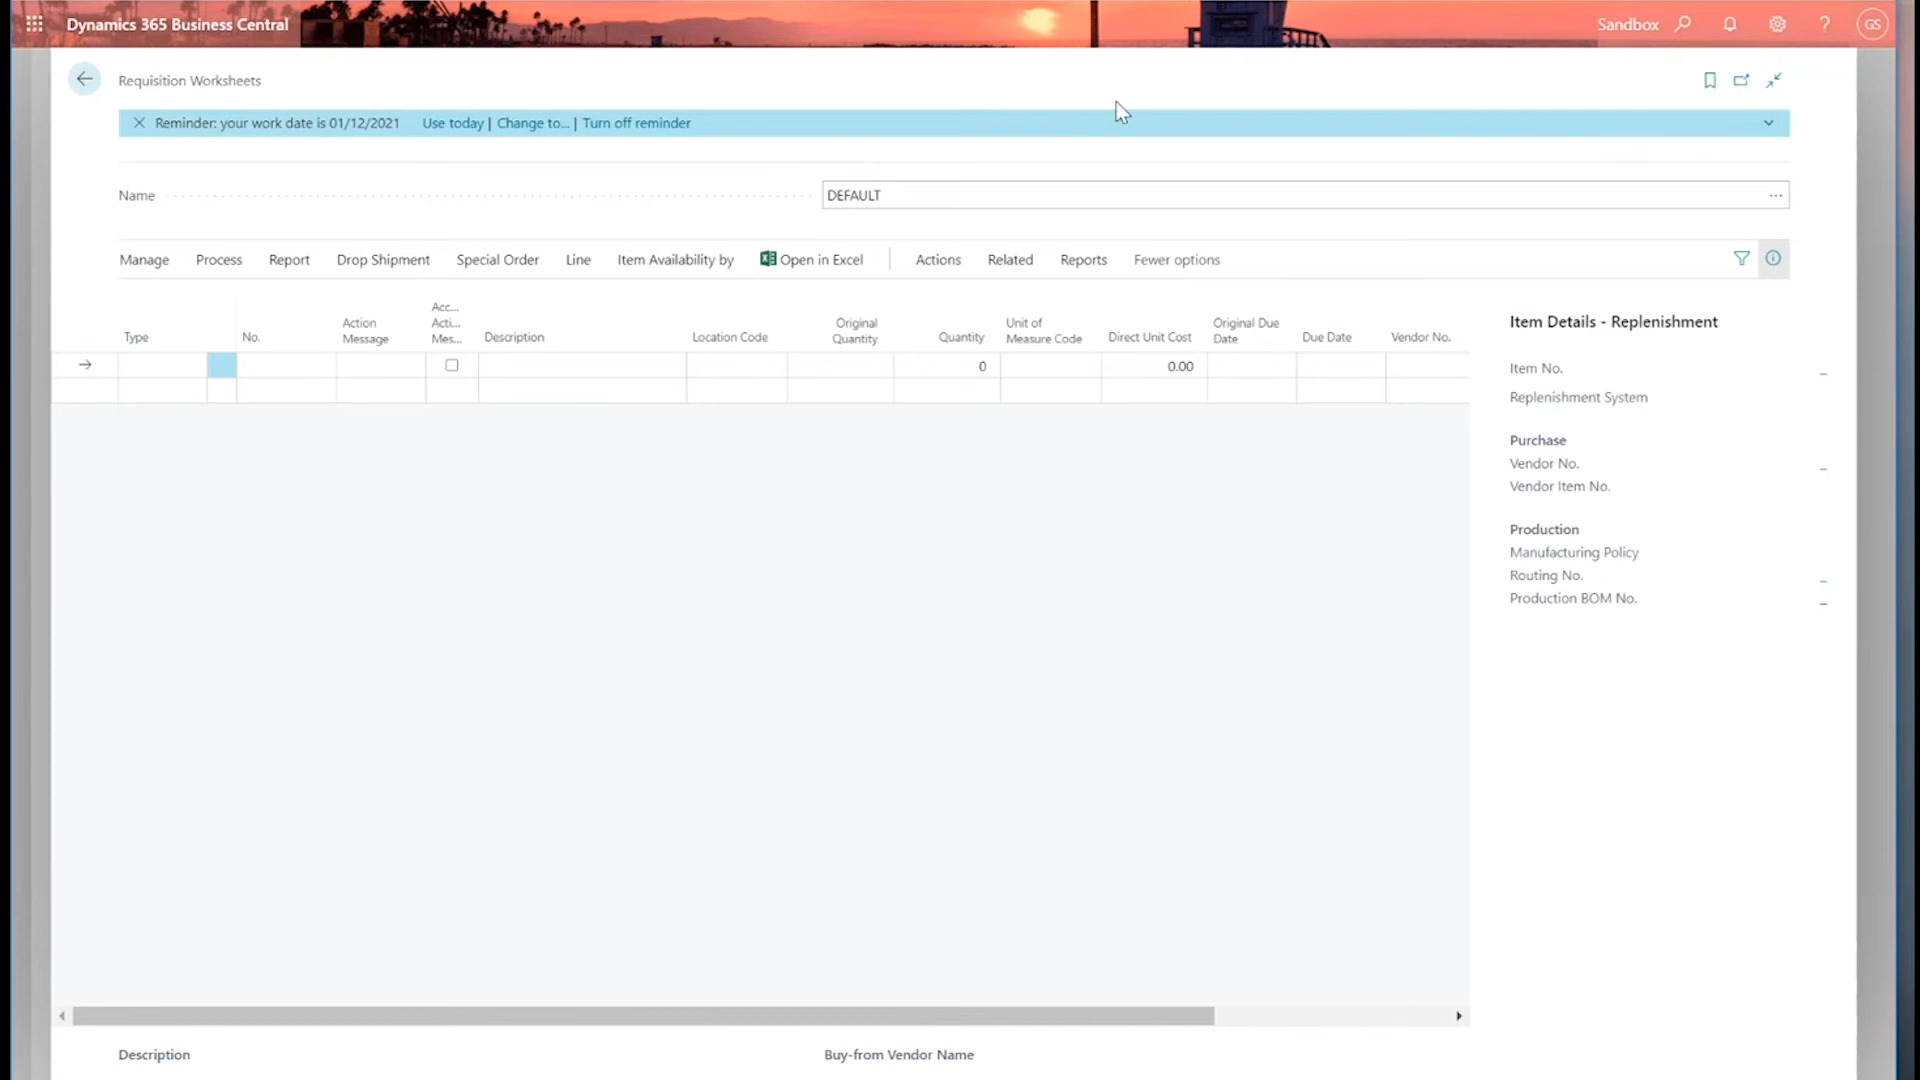 Dynamics 365 Business Central
Sandbox
?
GS
Requisition Worksheets
Reminder: your work date is 01/12/2021 Use today | Change to... | Turn off reminder
Name
DEFAULT
...
Manage Process Report Drop Shipment Special Order Line Item Availability by Open in Excel Actions Related Reports Fewer options
Type
No.
Action
Message
Acc...
Acti...
Mes...
Description
Location Code
Original
Quantity
Quantity
Unit of
Measure Code
Direct Unit Cost
Original Due
Date
Due Date
Vendor No.
0
0.00
Item Details - Replenishment
Item No.
Replenishment System
Purchase
Vendor No.
Vendor Item No.
Production
Manufacturing Policy
Routing No.
Production BOM No.
Description
Buy-from Vendor Name